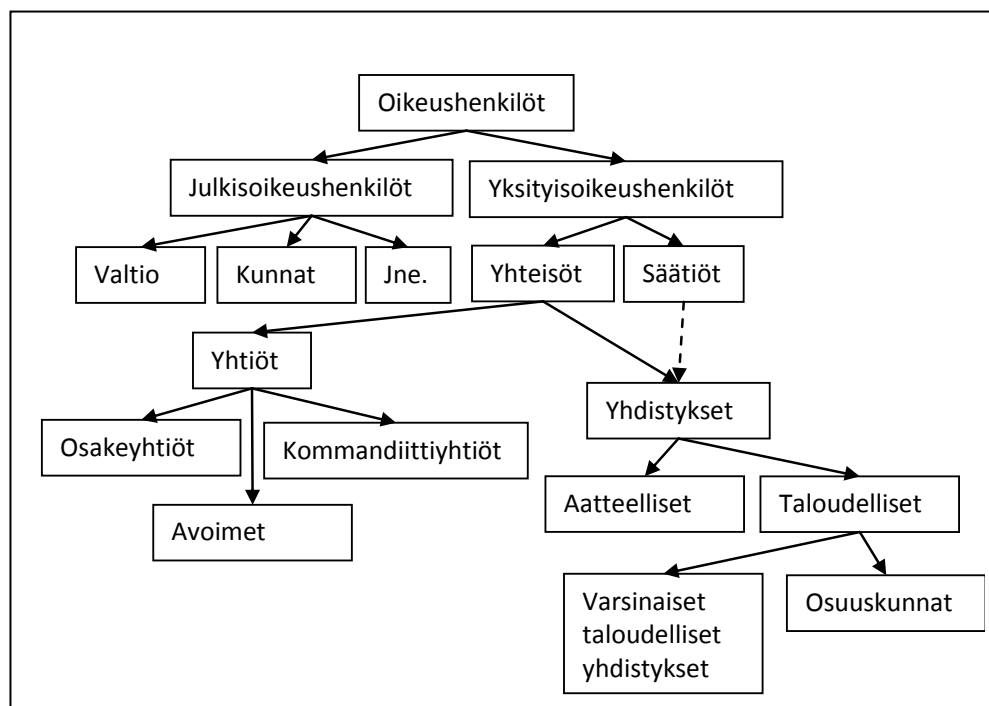 Oikeushenkilöt
Julkisoikeushenkilöt
Yksityisoikeushenkilöt
Valtio
Kunnat
Jne.
Yhteisöt
Säätiöt
Yhtiöt
Yhdistykset
Osakeyhtiöt
Kommandiittiyhtiöt
Avoimet
Aatteelliset
Taloudelliset
Varsinaiset
taloudelliset
yhdistykset
Osuuskunnat